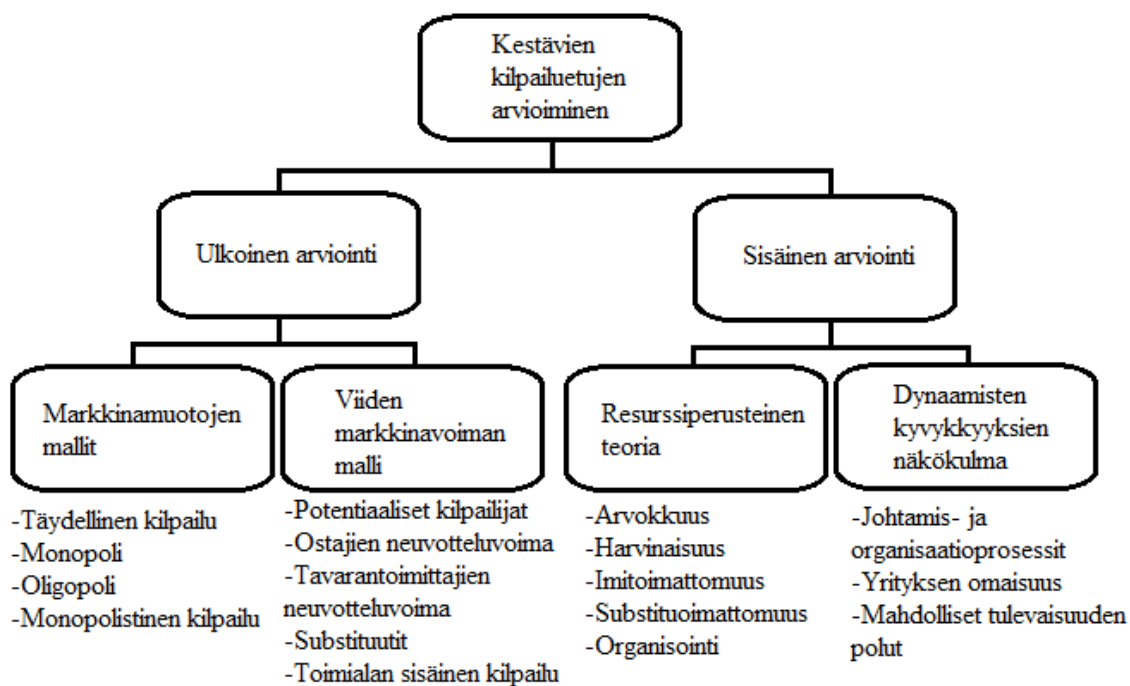 Kestävien
kilpailuetujen
arvioiminen
Ulkoinen arviointi
Sisäinen arviointi
Markkinamuotojen
mallit
Viiden
markkinavoiman
malli
Resurssiperusteinen
teoria
Dynaamisten
kyvykkyyksien
näkökulma
-Täydellinen kilpailu
-Monopoli
-Oligopoli
-Monopolistinen kilpailu
-Potentiaaliset kilpailijat
-Ostajien neuvotteluvoima
-Tavarantoimittajien
neuvotteluvoima
-Substituutit
-Toimialan sisäinen kilpailu
-Arvokkuus
-Harvinaisuus
-Imitoimattomuus
-Substituoimattomuus
-Organisointi
-Johtamis- ja
organisaatioprosessit
-Yrityksen omaisuus
-Mahdolliset tulevaisuuden
polut